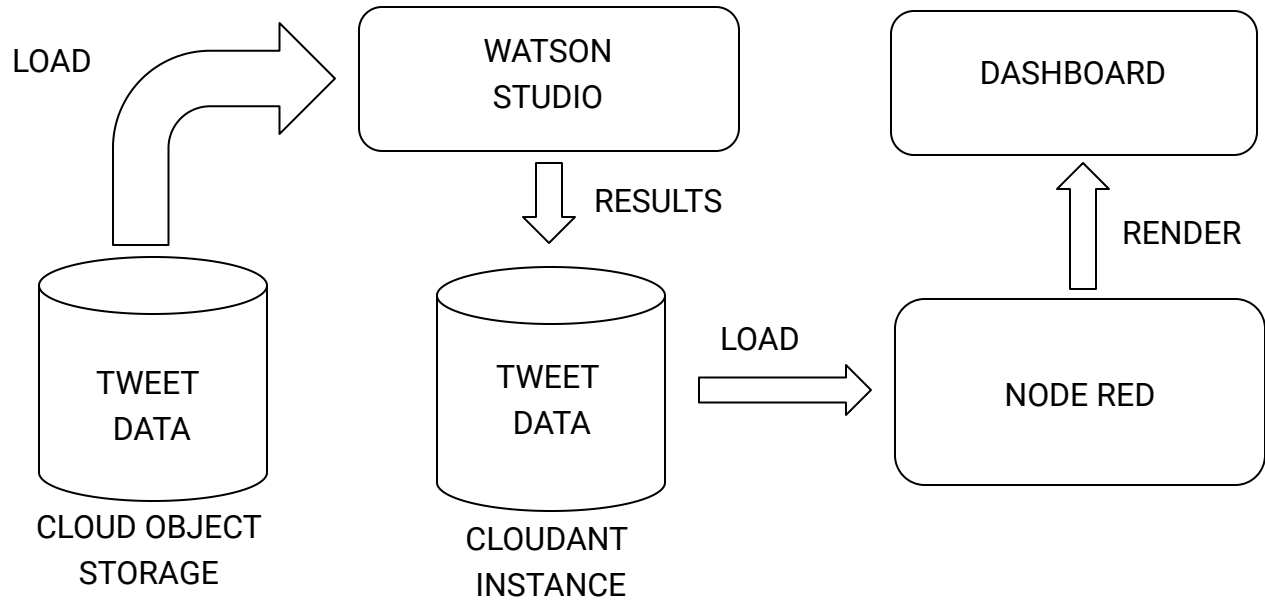 LOAD
WATSON
STUDIO
DASHBOARD
RESULTS
RENDER
TWEET
DATA
CLOUD OBJECT
STORAGE
TWEET
DATA
CLOUDANT
INSTANCE
LOAD
NODE RED